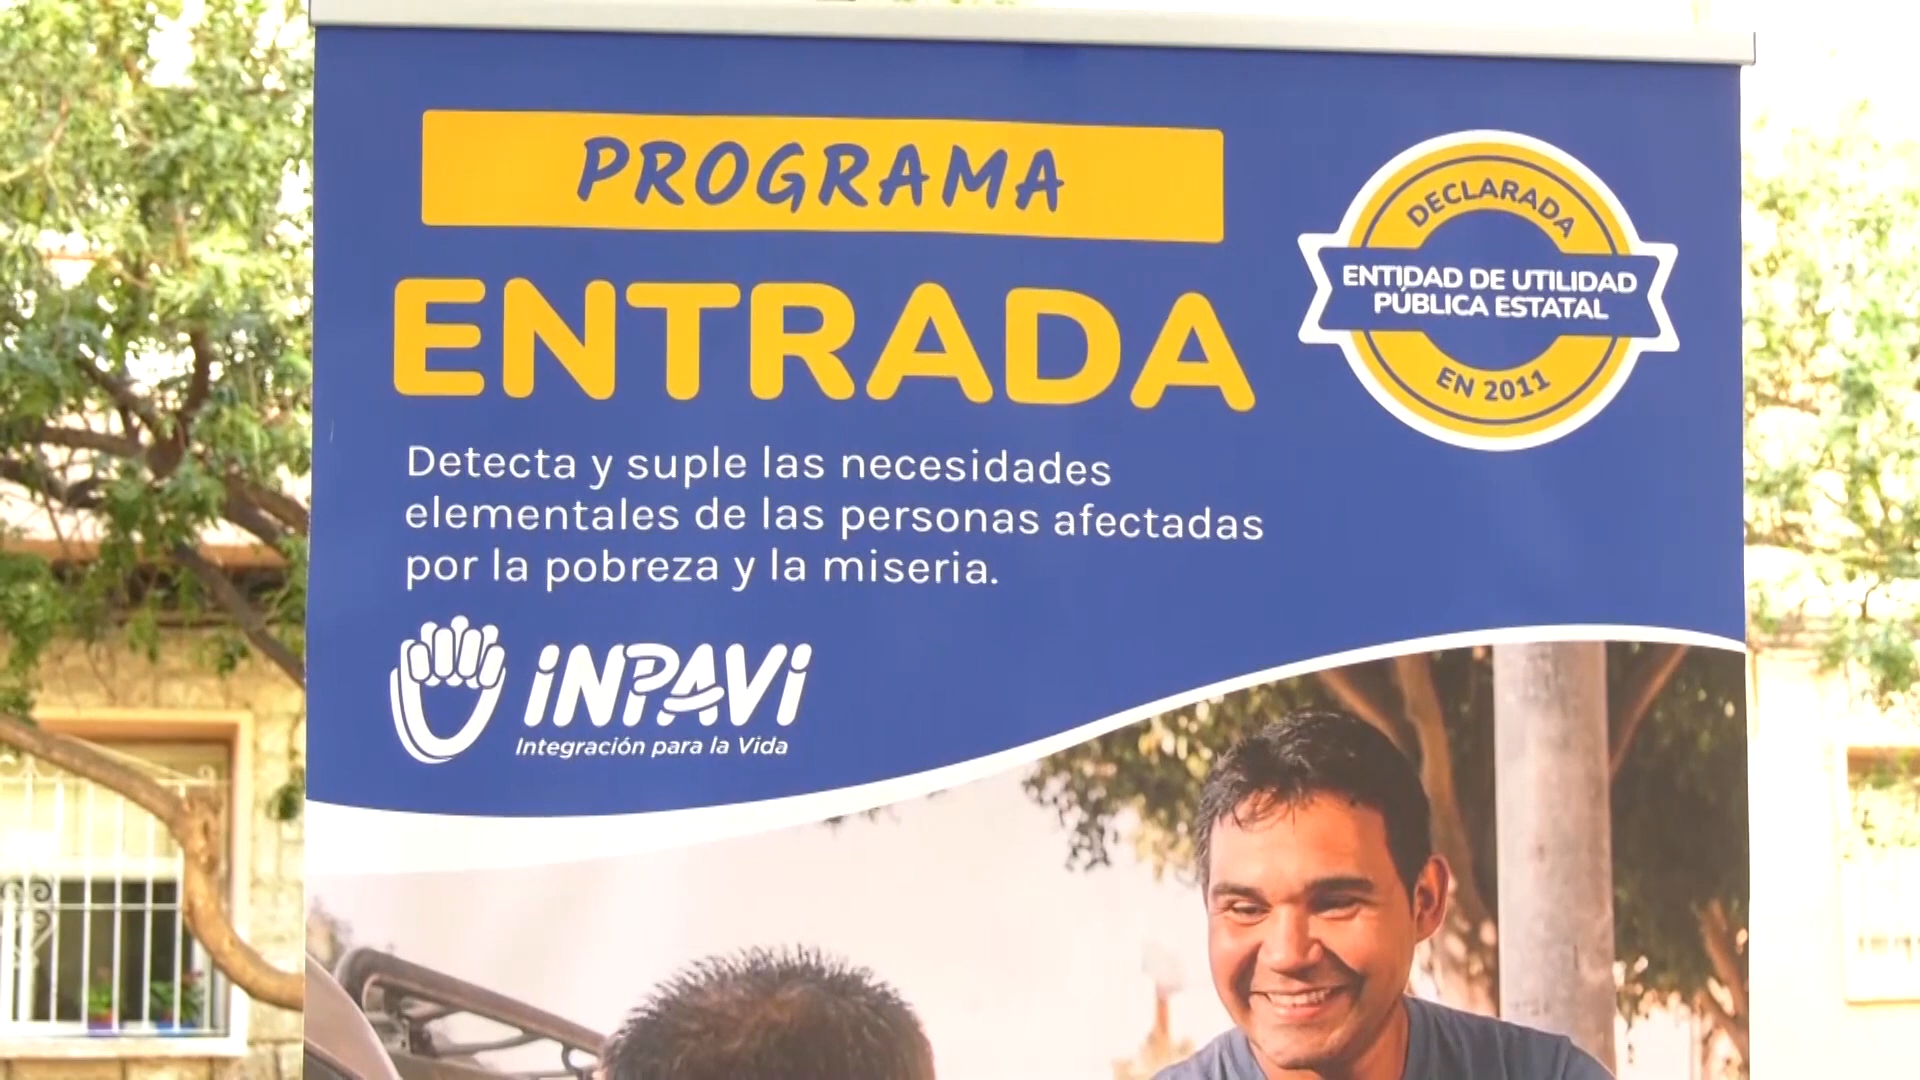 PROGRAMA
ENTRADA
Detecta y suple las necesidades
elementales de las personas afectadas
por la pobreza y la miseria.
iNPAVi
Integración para la Vida
DECLARADA
ENTIDAD DE UTILIDAD
PÚBLICA ESTATAL
EN 2011